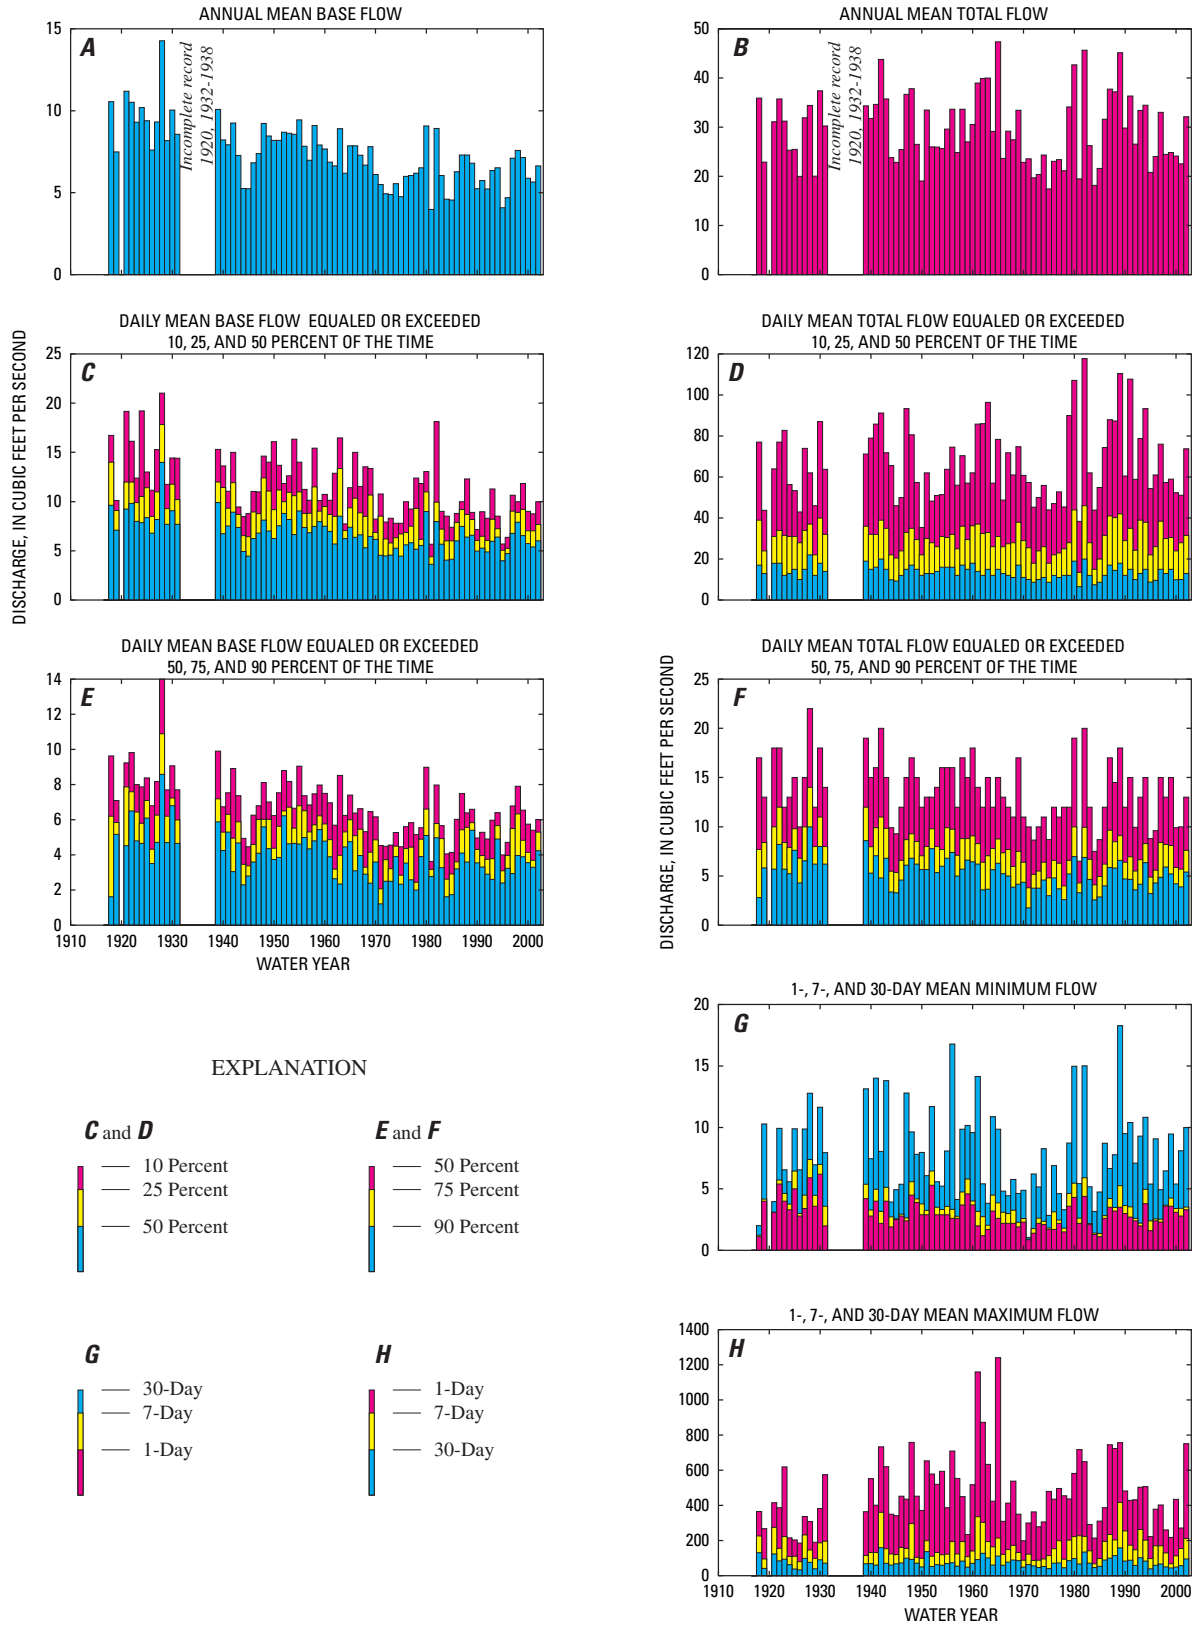 ANNUAL MEAN BASE FLOW
15
10
5
0
A
Incomplete record
1920, 1932-1938
ANNUAL MEAN TOTAL FLOW
50
40
30
20
10
0
B
Incomplete record
1920, 1932-1938
DISCHARGE, IN CUBIC FEET PER SECOND
DAILY MEAN BASE FLOW EQUALED OR EXCEEDED
10, 25, AND 50 PERCENT OF THE TIME
25
20
15
10
5
0
C
DAILY MEAN TOTAL FLOW EQUALED OR EXCEEDED
10, 25, AND 50 PERCENT OF THE TIME
120
100
80
60
40
20
0
D
DAILY MEAN BASE FLOW EQUALED OR EXCEEDED
50, 75, AND 90 PERCENT OF THE TIME
14
12
10
8
6
4
2
0
E
1910 1920 1930 1940 1950 1960 1970 1980 1990 2000
WATER YEAR
DISCHARGE, IN CUBIC FEET PER SECOND
DAILY MEAN TOTAL FLOW EQUALED OR EXCEEDED
50, 75, AND 90 PERCENT OF THE TIME
25
20
15
10
5
0
F
1-, 7-, AND 30-DAY MEAN MINIMUM FLOW
20
15
10
5
0
G
EXPLANATION
C and D
10 Percent
25 Percent
50 Percent
E and F
50 Percent
75 Percent
90 Percent
G
30-Day
7-Day
1-Day
H
1-Day
7-Day
30-Day
1-, 7-, AND 30-DAY MEAN MAXIMUM FLOW
1400
1200
1000
800
600
400
200
0
H
1910 1920 1930 1940 1950 1960 1970 1980 1990 2000
WATER YEAR